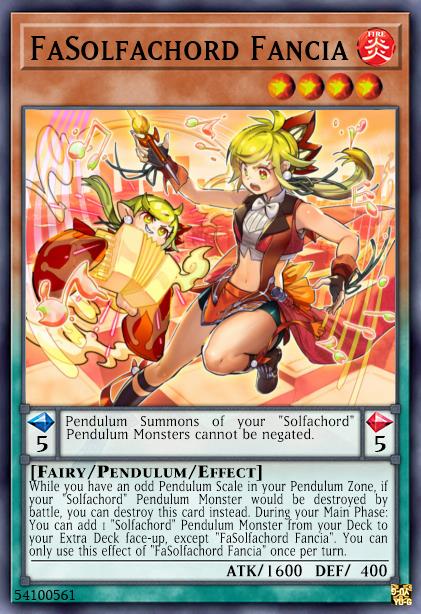 FaSolfachord Fancia
FIRE
炎
Pendulum Summons of your "Solfachord"
Pendulum Monsters cannot be negated.
5
5
[Fairy/Pendulum/Effect]
While you have an odd Pendulum Scale in your Pendulum Zone, if
your "Solfachord" Pendulum Monster would be destroyed by
battle, you can destroy this card instead. During your Main Phase:
You can add 1 "Solfachord" Pendulum Monster from your Deck to
your Extra Deck face-up, except "FaSolfachord Fancia". You can
only use this effect of "FaSolfachord Fancia" once per turn.
ATK/1600 DEF/ 400
54100561